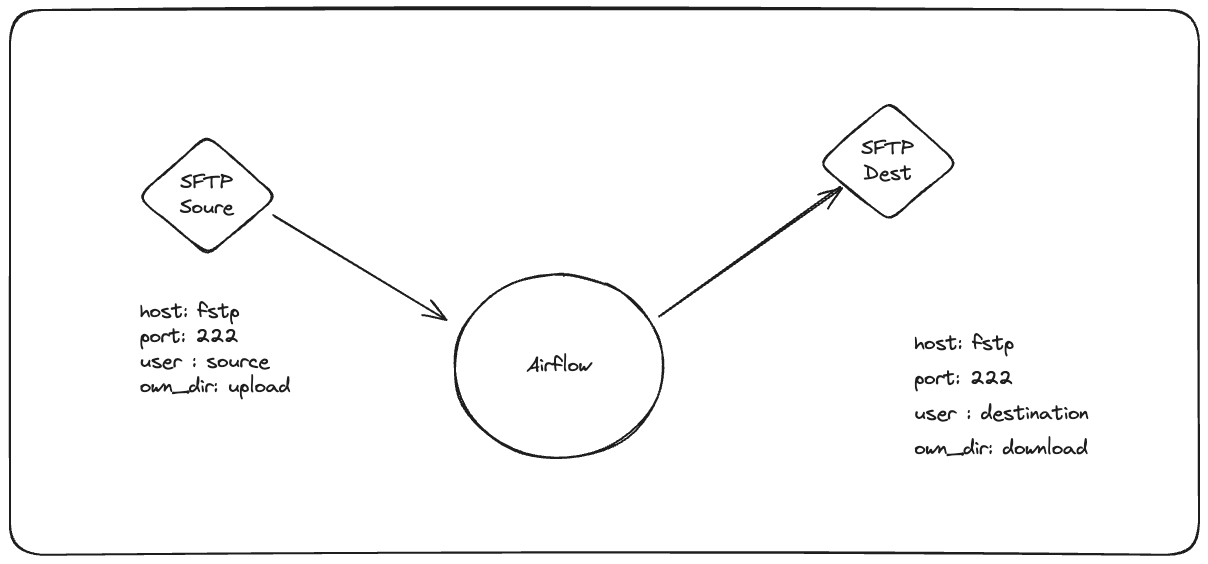 SFTP
Soure
host: fstp
port: 222
user : source
own_dir: upload
Airflow
SFTP
Dest
host: fstp
port: 222
user : destination
own_dir: download